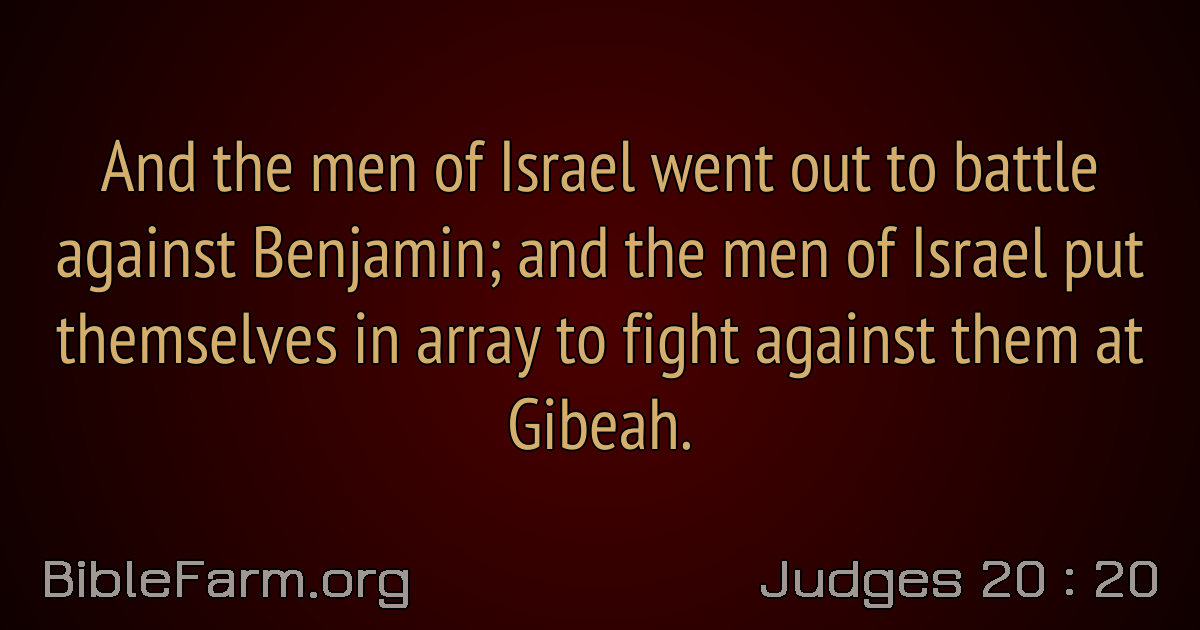 And the men of Israel went out to battle
against Benjamin; and the men of Israel put
themselves in array to fight against them at
Gibeah.
BibleFarm.org
Judges 20 : 20